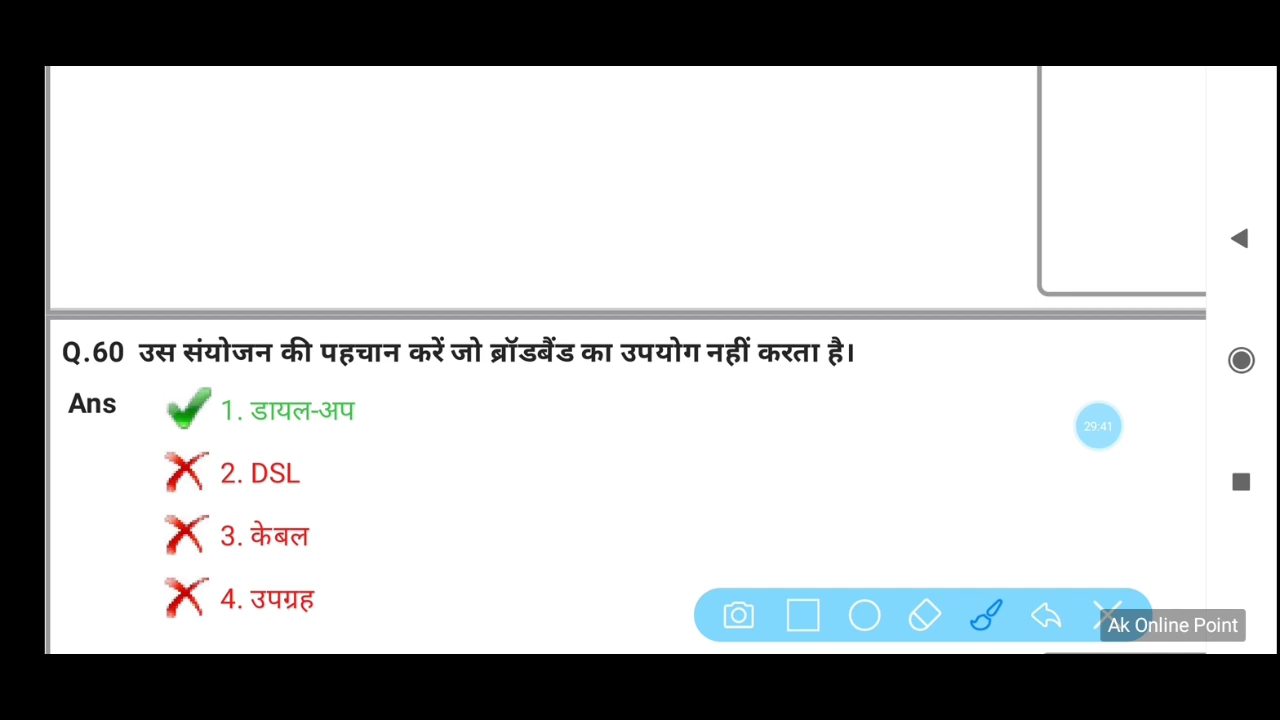 Q.60 उस संयोजन की पहचान करें जो ब्रॉडबैंड का उपयोग नहीं करता है।
Ans 1. डायल-अप
2. DSL
3. केबल
4. उपग्रह
29:41
Ak Online Point